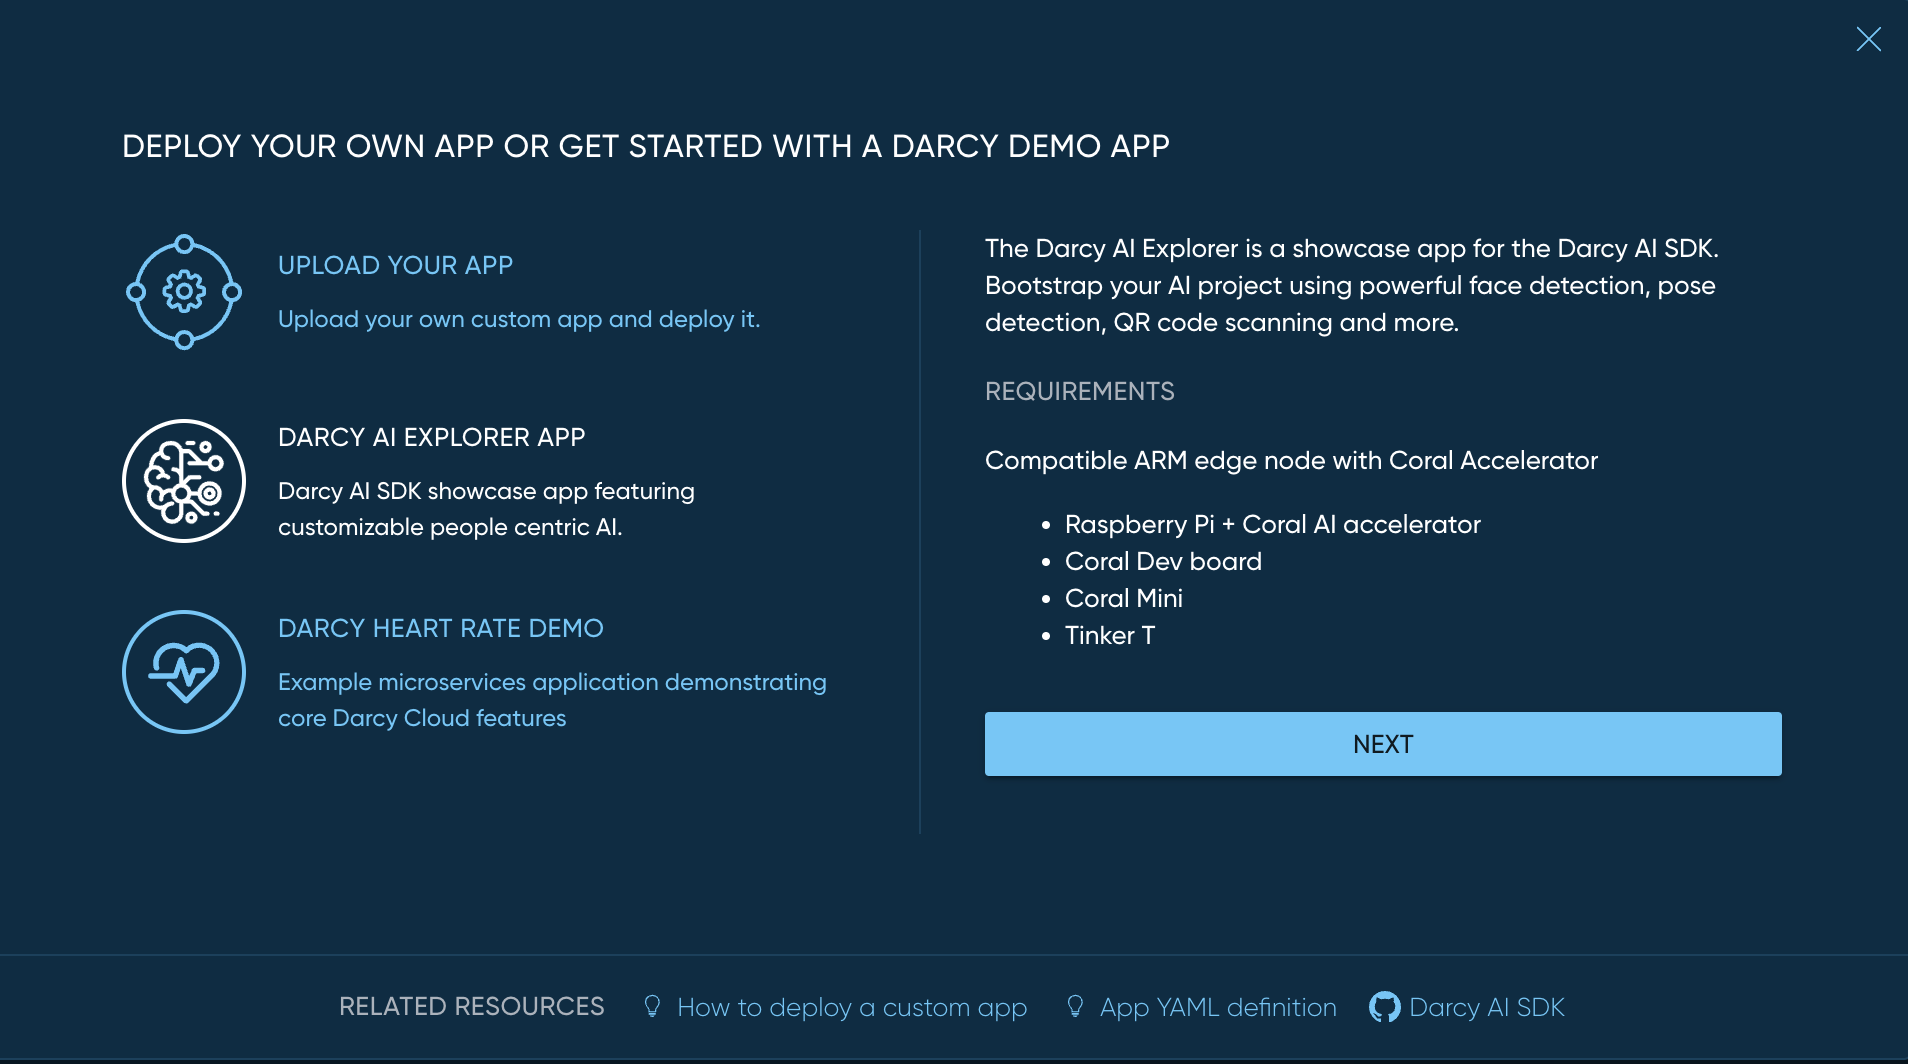 DEPLOY YOUR OWN APP OR GET STARTED WITH A DARCY DEMO APP
UPLOAD YOUR APP
Upload your own custom app and deploy it.
DARCY AI EXPLORER APP
Darcy AI SDK showcase app featuring
customizable people centric AI.
DARCY HEART RATE DEMO
Example microservices application demonstrating
core Darcy Cloud features
The Darcy AI Explorer is a showcase app for the Darcy AI SDK.
Bootstrap your AI project using powerful face detection, pose
detection, QR code scanning and more.
REQUIREMENTS
Compatible ARM edge node with Coral Accelerator
• Raspberry Pi + Coral AI accelerator
• Coral Dev board
• Coral Mini
• Tinker T
NEXT
RELATED RESOURCES How to deploy a custom app App YAML definition Darcy AI SDK